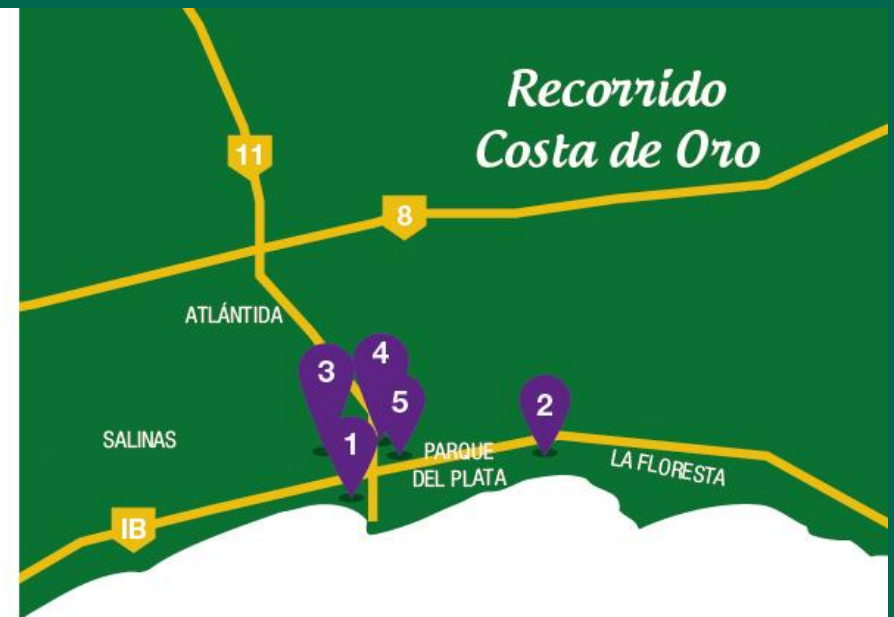 Recorrido
Costa de Oro
11
8
ATLÁNTIDA
3
4
5
2
1
SALINAS
PARQUE
DEL PLATA
LA FLORESTA
IB